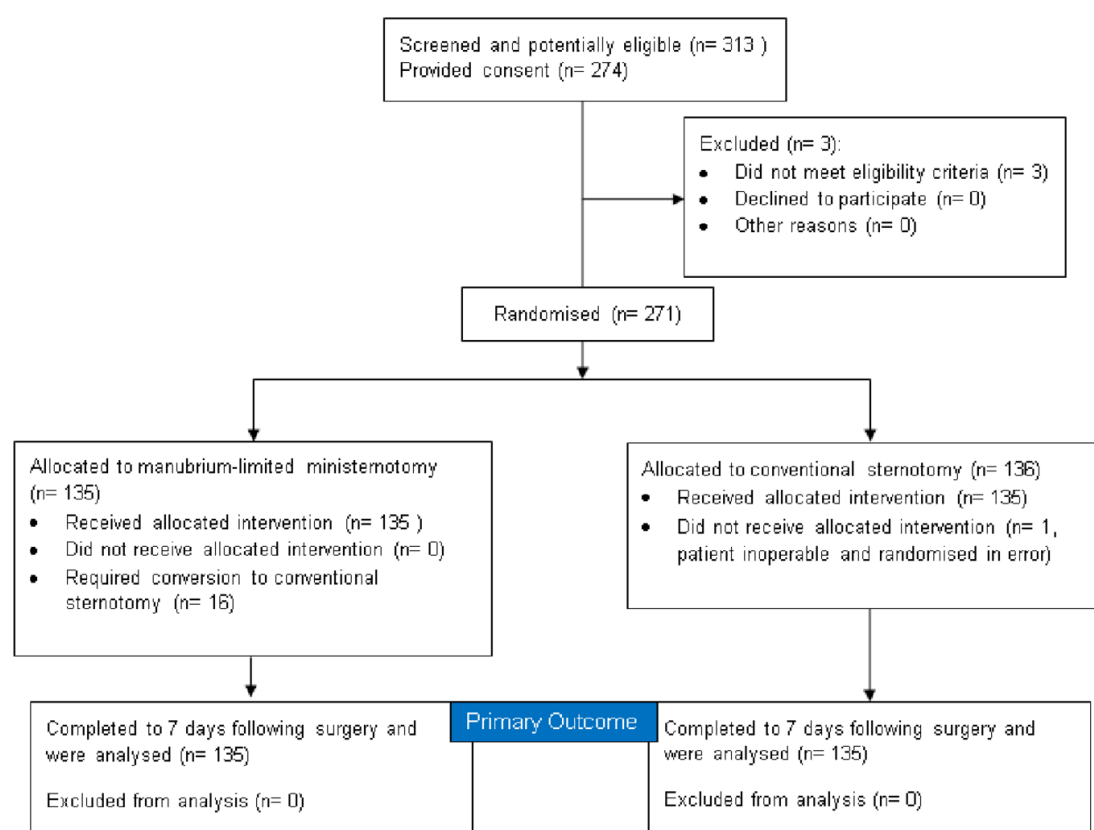 Screened and potentially eligible (n= 313 )
Provided consent (n= 274)
Excluded (n= 3):
• Did not meet eligibility criteria (n= 3)
• Declined to participate (n= 0)
• Other reasons (n= 0)
Randomised (n= 271)
Allocated to manubrium-limited ministernotomy
(n= 135)
• Received allocated intervention (n= 135 )
• Did not receive allocated intervention (n= 0)
• Required conversion to conventional
sternotomy (n= 16)
Allocated to conventional sternotomy (n= 136)
• Received allocated intervention (n= 135)
• Did not receive allocated intervention (n= 1,
patient inoperable and randomised in error)
Primary Outcome
Completed to 7 days following surgery and
were analysed (n= 135)
Excluded from analysis (n= 0)
Completed to 7 days following surgery and
were analysed (n= 135)
Excluded from analysis (n= 0)